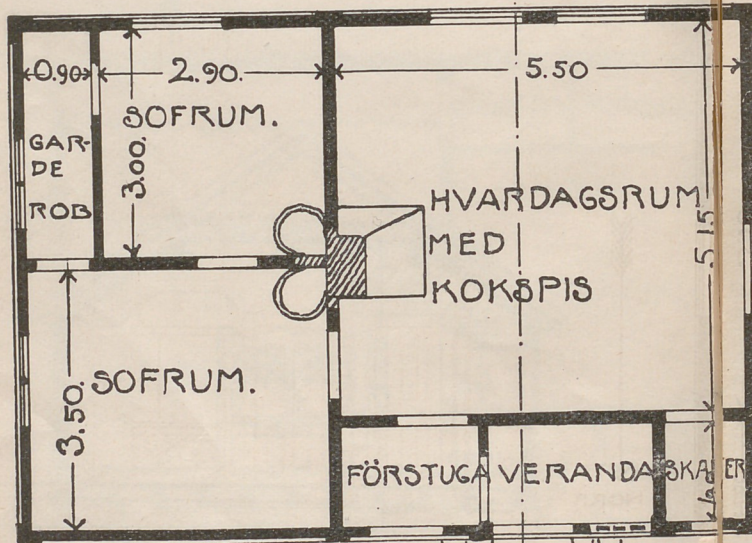 0.90
2.90.
5.50
SOFRUM.
3.00.
GAR-
DE
ROB
HVARDAGSRUM
MED
KOKSPIS
5.15
SOFRUM.
3.50.
FÖRSTUGA
VERANDA